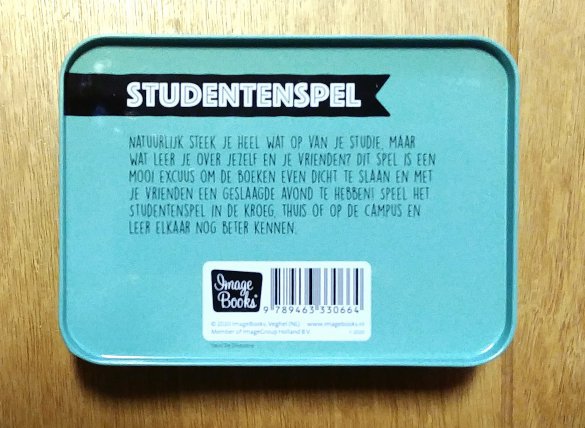 STUDENTENSPEL
NATUURLIJK STEEK JE HEEL WAT OP VAN JE STUDIE, MAAR
WAT LEER JE OVER JEZELF EN JE VRIENDEN? DIT SPEL IS EEN
MOOI EXCUUS OM DE BOEKEN EVEN DICHT TE SLAAN EN MET
JE VRIENDEN EEN GESLAAGDE AVOND TE HEBBEN! SPEEL HET
STUDENTENSPEL IN DE KROEG, THUIS OF OP DE CAMPUS EN
LEER ELKAAR NOG BETER KENNEN.
Image
Books
9 789463 330664
© 2020 ImageBooks, Veghel (NL) www.imagebooks.nl
Member of ImageGroup Holland B.V.